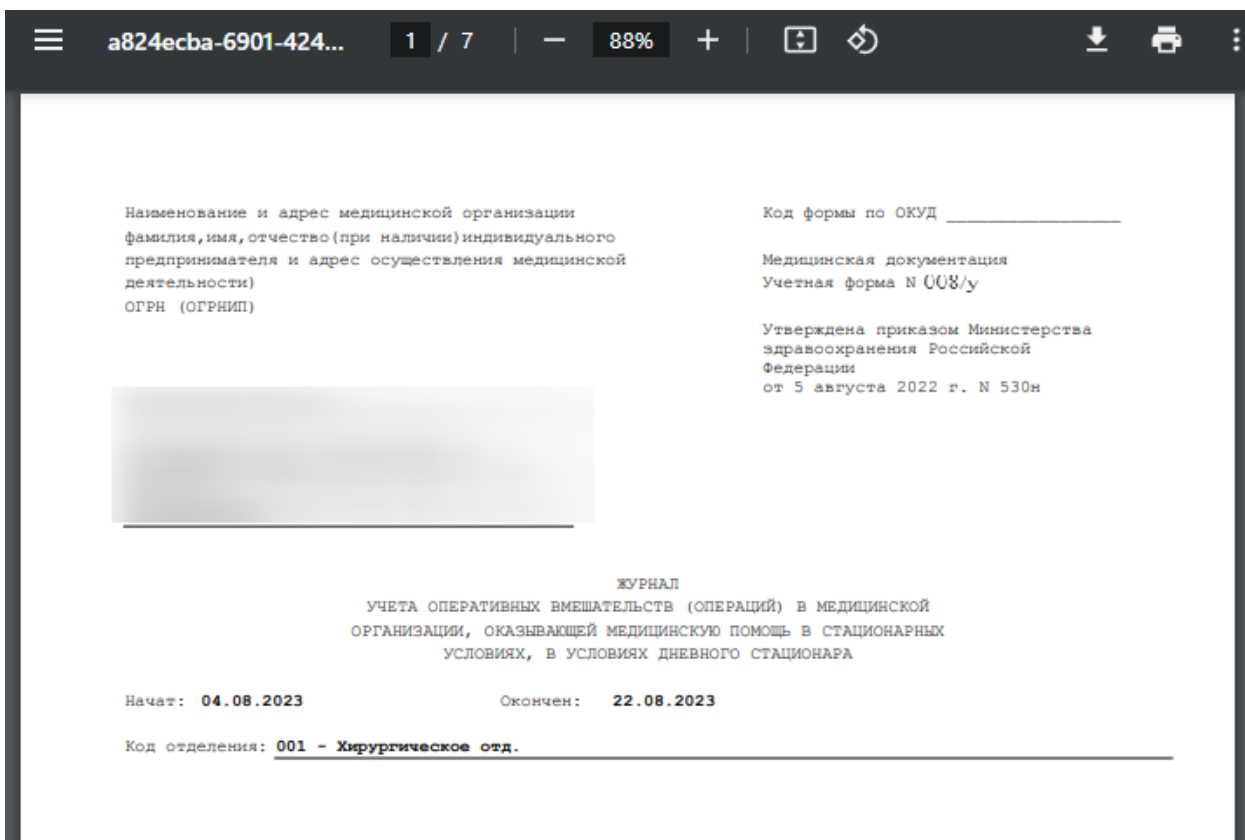 a824ecba-6901-424... 1 / 7 88%
Наименование и адрес медицинской организации
фамилия,имя,отчество(при наличии)индивидуального
предпринимателя и адрес осуществления медицинской
деятельности)
ОГРН (ОГРНИП)
Код формы по ОКУД
Медицинская документация
Учетная форма N 008/у
Утверждена приказом Министерства
здравоохранения Российской
Федерации
от 5 августа 2022 г. N 530н
ЖУРНАЛ
УЧЕТА ОПЕРАТИВНЫХ ВМЕШАТЕЛЬСТВ (ОПЕРАЦИЙ) В МЕДИЦИНСКОЙ
ОРГАНИЗАЦИИ, ОКАЗЫВАЮЩЕЙ МЕДИЦИНСКУЮ ПОМОЩЬ В СТАЦИОНАРНЫХ
УСЛОВИЯХ, В УСЛОВИЯХ ДНЕВНОГО СТАЦИОНАРА
Начат: 04.08.2023 Окончен: 22.08.2023
Код отделения: 001 - Хирургическое отд.